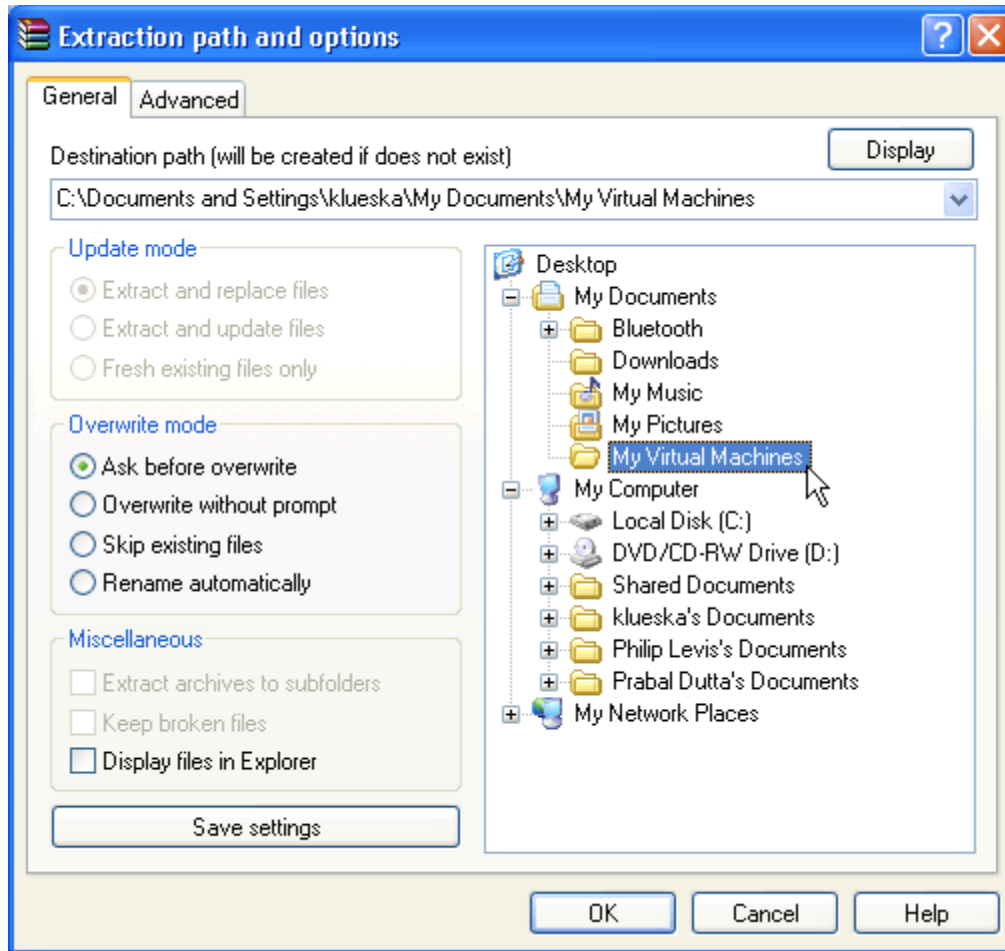 Extraction path and options
General
Advanced
Destination path (will be created if does not exist)
Display
C:\Documents and Settings\klueska\My Documents\My Virtual Machines
Update mode
Extract and replace files
Extract and update files
Fresh existing files only
Overwrite mode
Ask before overwrite
Overwrite without prompt
Skip existing files
Rename automatically
Miscellaneous
Extract archives to subfolders
Keep broken files
Display files in Explorer
Save settings
Desktop
My Documents
Bluetooth
Downloads
My Music
My Pictures
My Virtual Machines
My Computer
Local Disk (C:)
DVD/CD-RW Drive (D:)
Shared Documents
klueska's Documents
Philip Levis's Documents
Prabal Dutta's Documents
My Network Places
OK
Cancel
Help